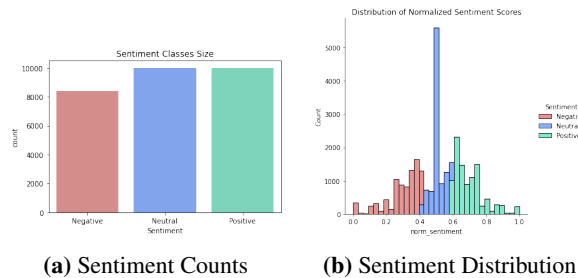 Sentiment Classes Size
10000
8000
6000
4000
2000
0
count
Negative Neutral Positive
Sentiment
(a) Sentiment Counts
Distribution of Normalized Sentiment Scores
5000
4000
3000
2000
1000
0
Count
0.0 0.2 0.4 0.6 0.8 1.0
norm_sentiment
Sentiment
Negativ
Neutral
Positive
(b) Sentiment Distribution